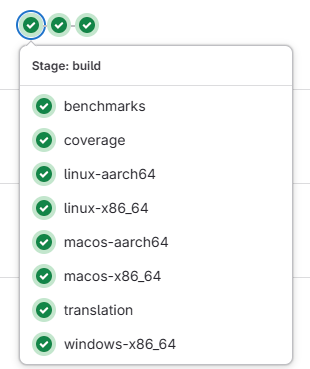 Stage: build
benchmarks
coverage
linux-aarch64
linux-x86_64
macos-aarch64
macos-x86_64
translation
windows-x86_64